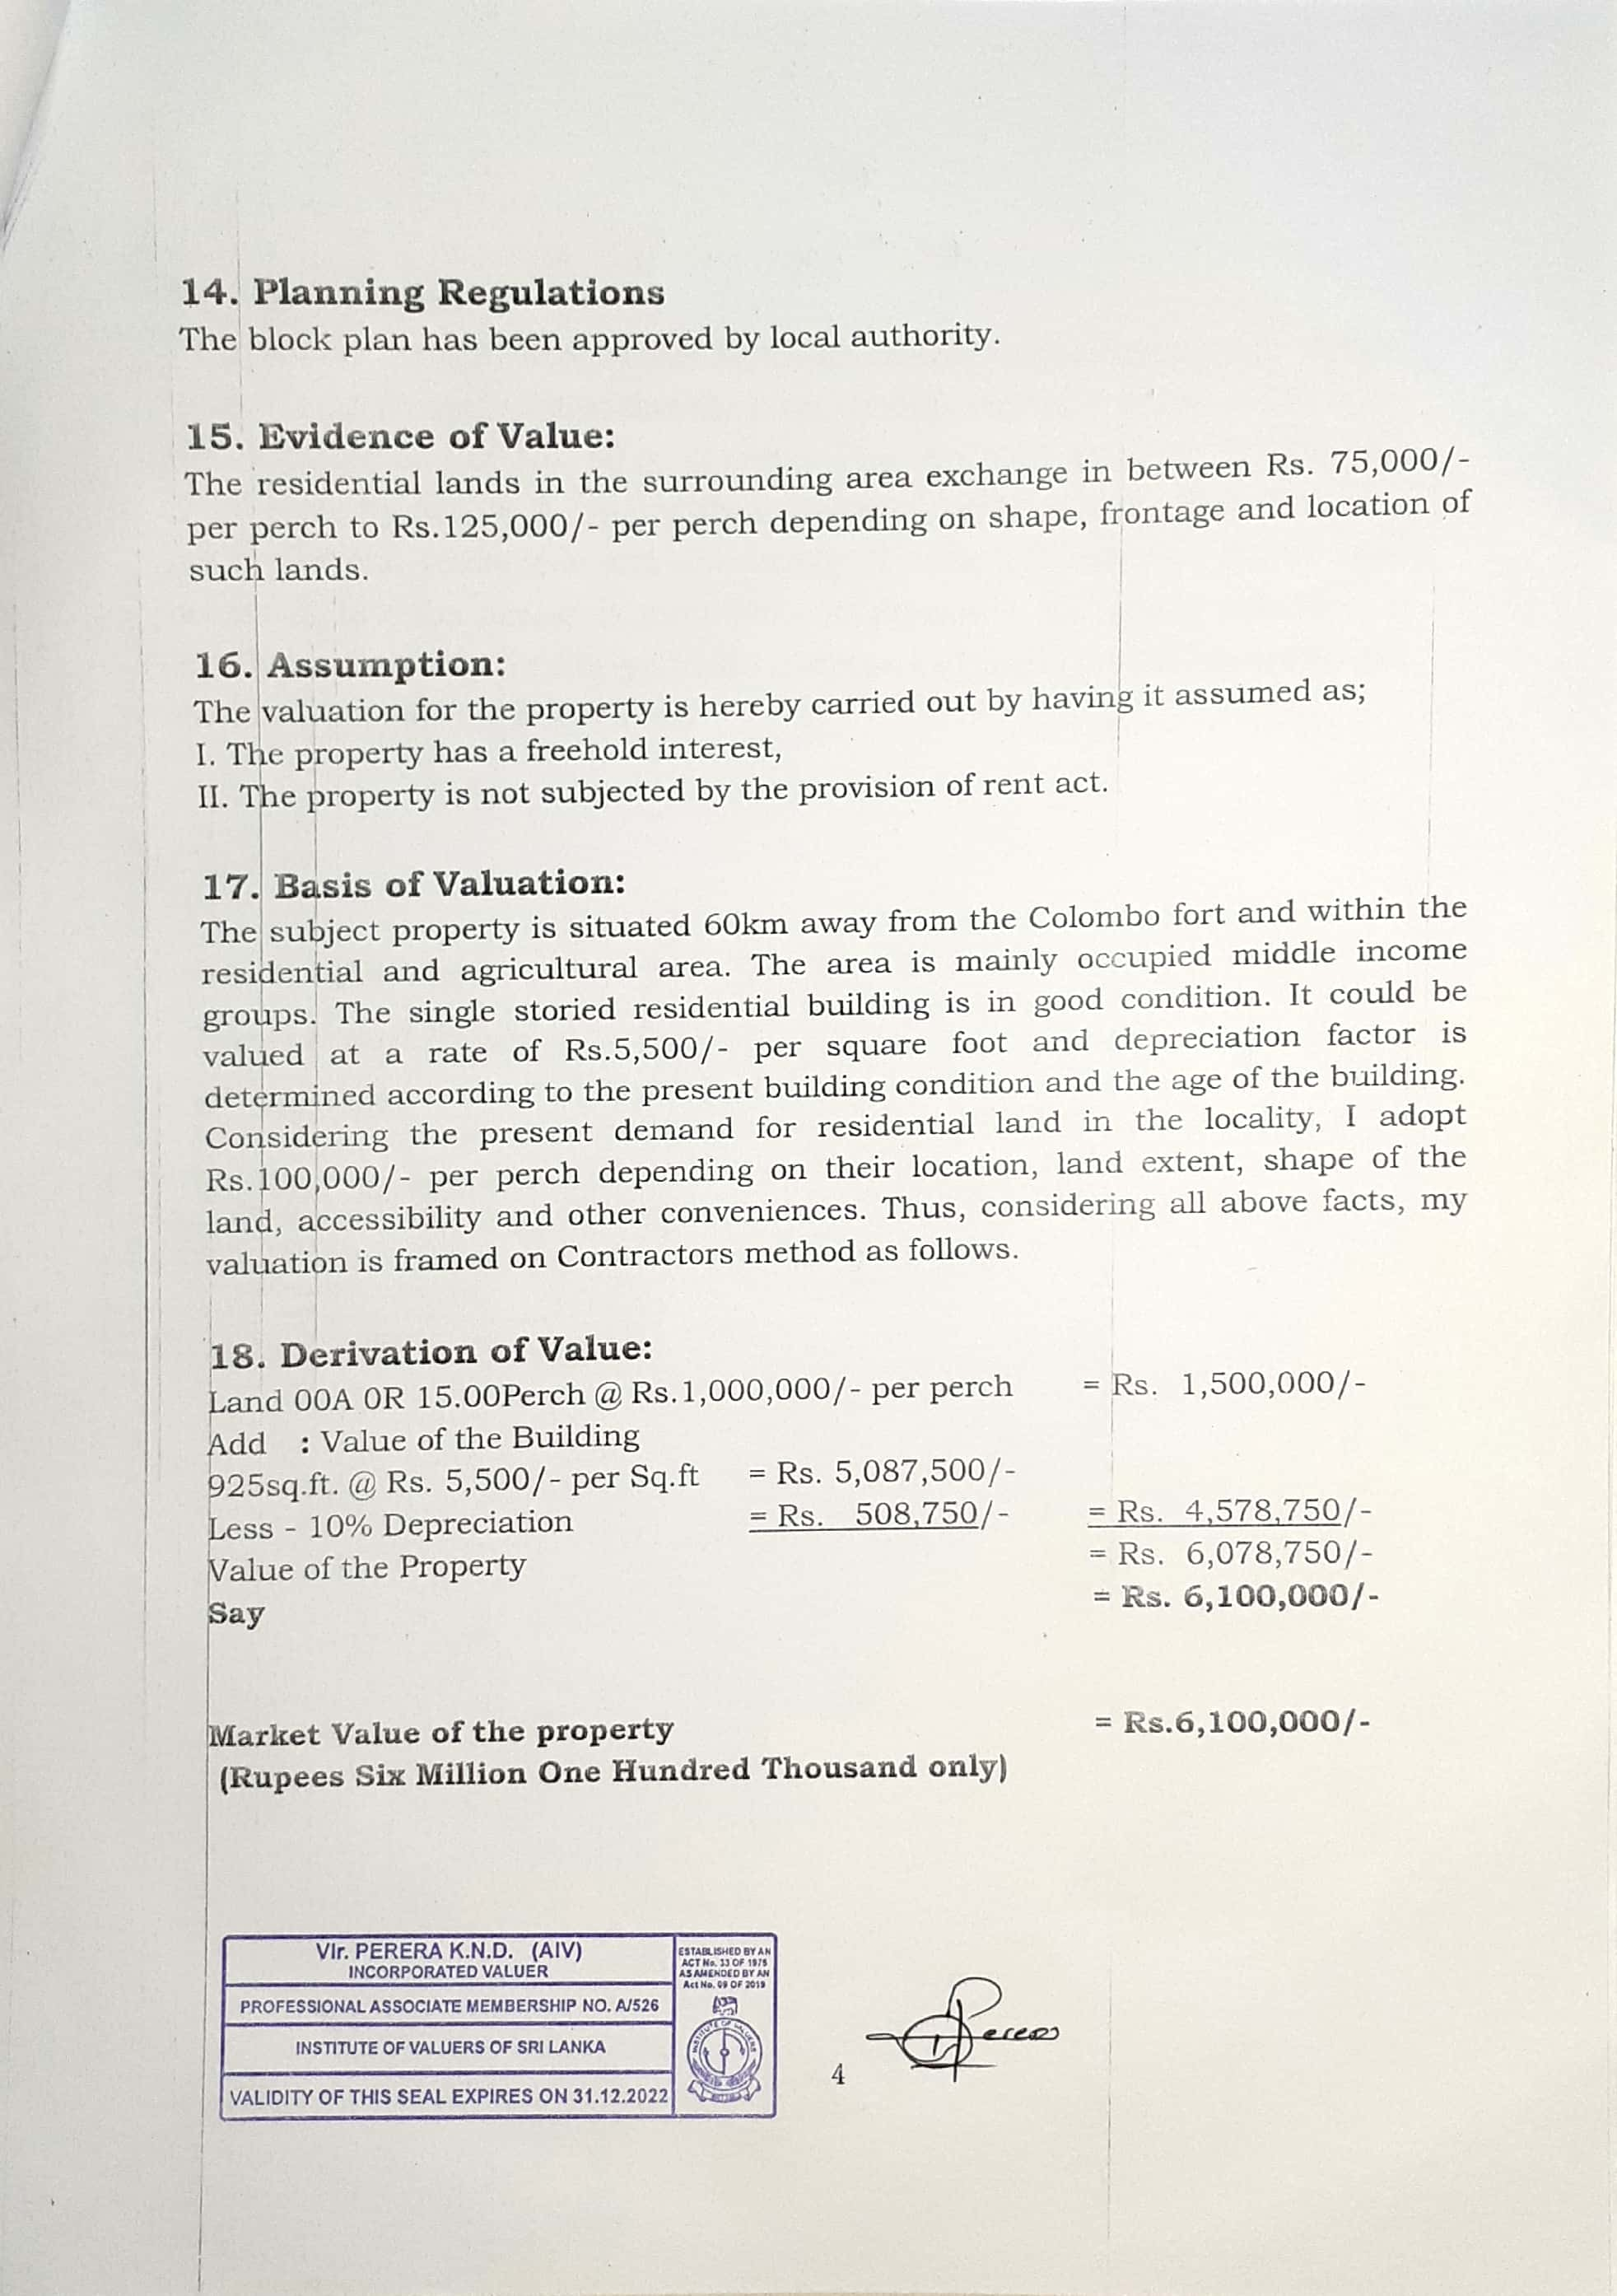 14. Planning Regulations
The block plan has been approved by local authority.
15. Evidence of Value:
The residential lands in the surrounding area exchange in between Rs. 75,000/-
per perch to Rs.125,000/- per perch depending on shape, frontage and location of
such lands.
16. Assumption:
The valuation for the property is hereby carried out by having it assumed as;
I. The property has a freehold interest,
II. The property is not subjected by the provision of rent act.
17. Basis of Valuation:
The subject property is situated 60km away from the Colombo fort and within the
residential and agricultural area. The area is mainly occupied middle income
groups. The single storied residential building is in good condition. It could be
valued at a rate of Rs.5,500/- per square foot and depreciation factor is
determined according to the present building condition and the age of the building.
Considering the present demand for residential land in the locality, I adopt
Rs.100,000/- per perch depending on their location, land extent, shape of the
land, accessibility and other conveniences. Thus, considering all above facts, my
valuation is framed on Contractors method as follows.
18. Derivation of Value:
Land 00A 0R 15.00Perch @ Rs.1,000,000/- per perch = Rs. 1,500,000/-
Add : Value of the Building
925sq.ft. @ Rs. 5,500/- per Sq.ft = Rs. 5,087,500/-
Less - 10% Depreciation = Rs. 508,750/- = Rs. 4,578,750/-
Value of the Property = Rs. 6,078,750/-
Say = Rs. 6,100,000/-
Market Value of the property = Rs.6,100,000/-
(Rupees Six Million One Hundred Thousand only)
Vlr. PERERA K.N.D. (AIV)
INCORPORATED VALUER
PROFESSIONAL ASSOCIATE MEMBERSHIP NO. A/526
INSTITUTE OF VALUERS OF SRI LANKA
VALIDITY OF THIS SEAL EXPIRES ON 31.12.2022
ESTABLISHED BY AN
ACT No. 33 OF 1975
AS AMENDED BY AN
Act No. 09 OF 2019
INSTITUTE OF VALUERS
4
Perera